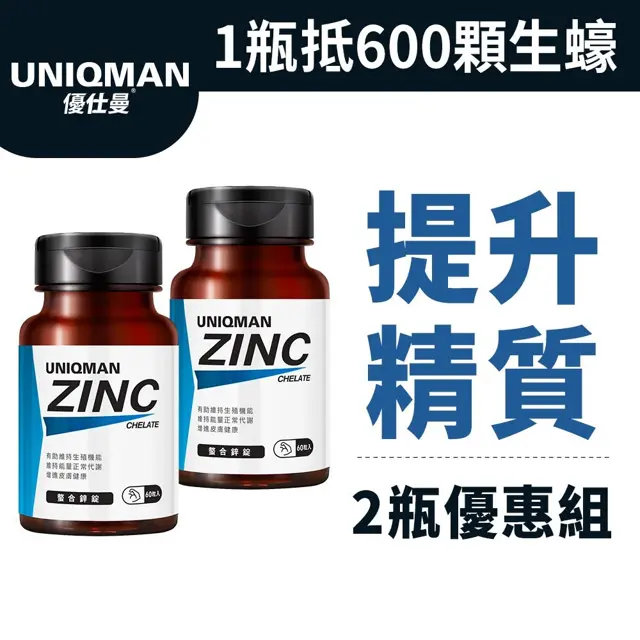 1瓶抵600顆生蠔
UNIQMAN®
優仕曼
提升
精質
2瓶優惠組
UNIQMAN
ZINC
CHELATE
有助維持生殖機能
維持能量正常代謝
增進皮膚健康
螯合鋅錠
60粒入
UNIQMAN
ZINC
CHELATE
有助維持生殖機能
維持能量正常代謝
增進皮膚健康
螯合鋅錠
60粒入